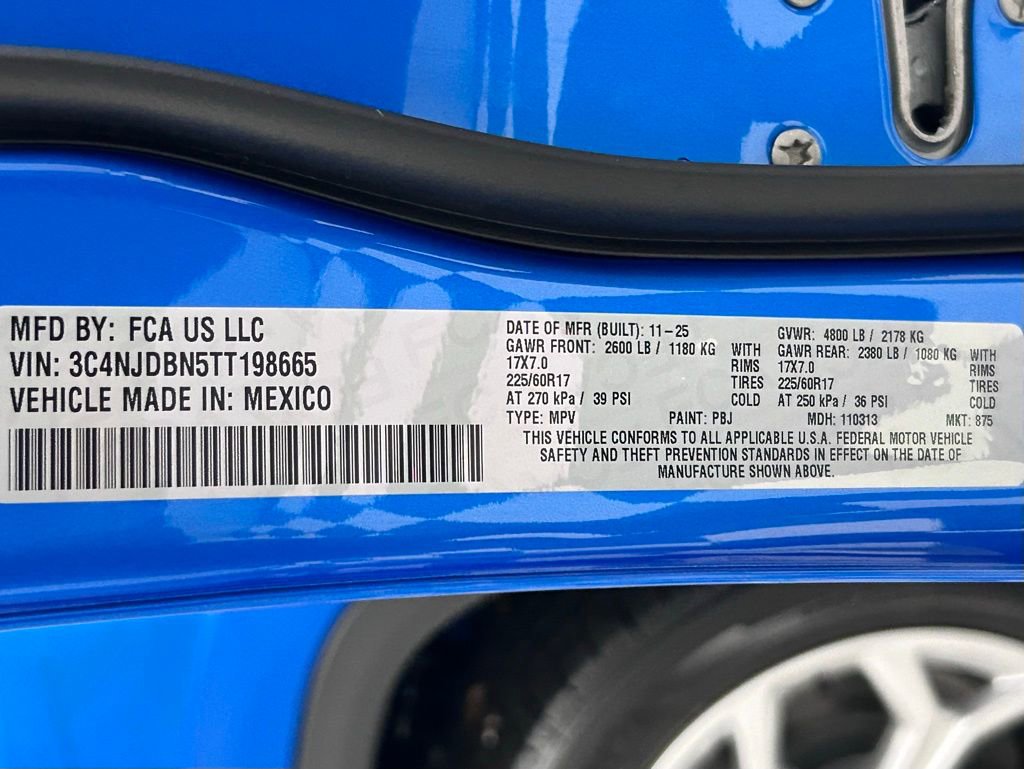 MFD BY: FCA US LLC
VIN: 3C4NJDBN5TT198665
VEHICLE MADE IN: MEXICO
DATE OF MFR (BUILT): 11-25
GAWR FRONT: 2600 LB / 1180 KG WITH
17X7.0 RIMS
225/60R17 TIRES
AT 270 kPa / 39 PSI COLD
GVWR: 4800 LB / 2178 KG
GAWR REAR: 2380 LB / 1080 KG WITH
17X7.0 RIMS
225/60R17 TIRES
AT 250 kPa / 36 PSI COLD
TYPE: MPV PAINT: PBJ MDH: 110313 MKT: 875
THIS VEHICLE CONFORMS TO ALL APPLICABLE U.S.A. FEDERAL MOTOR VEHICLE
SAFETY AND THEFT PREVENTION STANDARDS IN EFFECT ON THE DATE OF
MANUFACTURE SHOWN ABOVE.